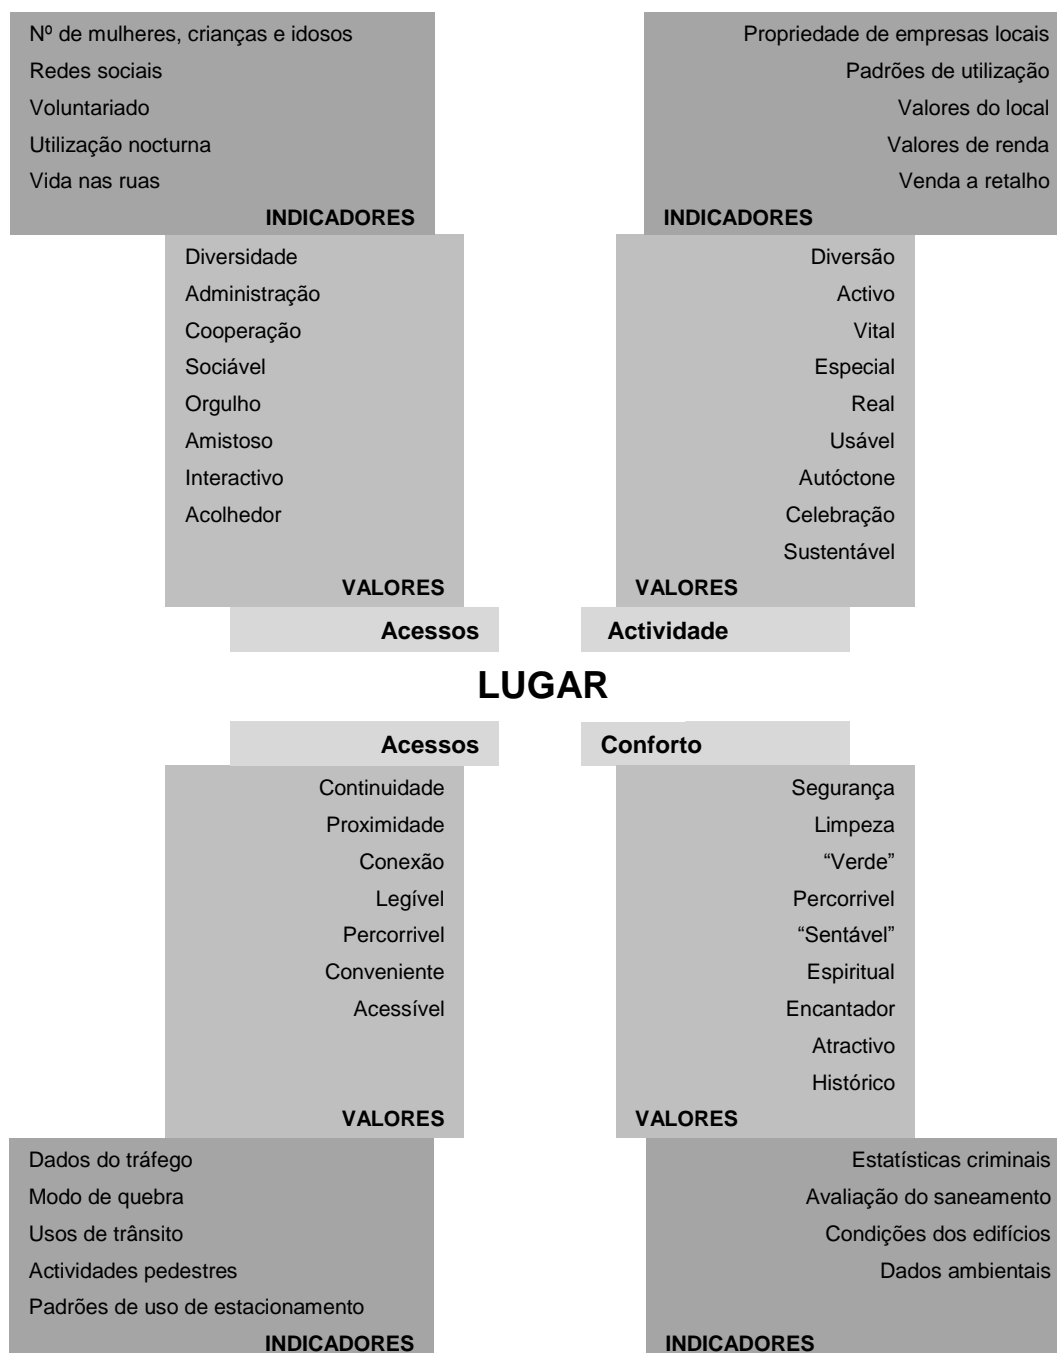 Nº de mulheres, crianças e idosos
Redes sociais
Voluntariado
Utilização nocturna
Vida nas ruas
INDICADORES
Propriedade de empresas locais
Padrões de utilização
Valores do local
Valores de renda
Venda a retalho
INDICADORES
Diversidade
Administração
Cooperação
Sociável
Orgulho
Amistoso
Interactivo
Acolhedor
VALORES
Diversão
Activo
Vital
Especial
Real
Usável
Autóctone
Celebração
Sustentável
VALORES
Acessos
Actividade
LUGAR
Acessos
Conforto
Continuidade
Proximidade
Conexão
Legível
Percorrivel
Conveniente
Acessível
VALORES
Segurança
Limpeza
“Verde”
Percorrivel
“Sentável”
Espiritual
Encantador
Atractivo
Histórico
VALORES
Dados do tráfego
Modo de quebra
Usos de trânsito
Actividades pedestres
Padrões de uso de estacionamento
INDICADORES
Estatísticas criminais
Avaliação do saneamento
Condições dos edifícios
Dados ambientais
INDICADORES